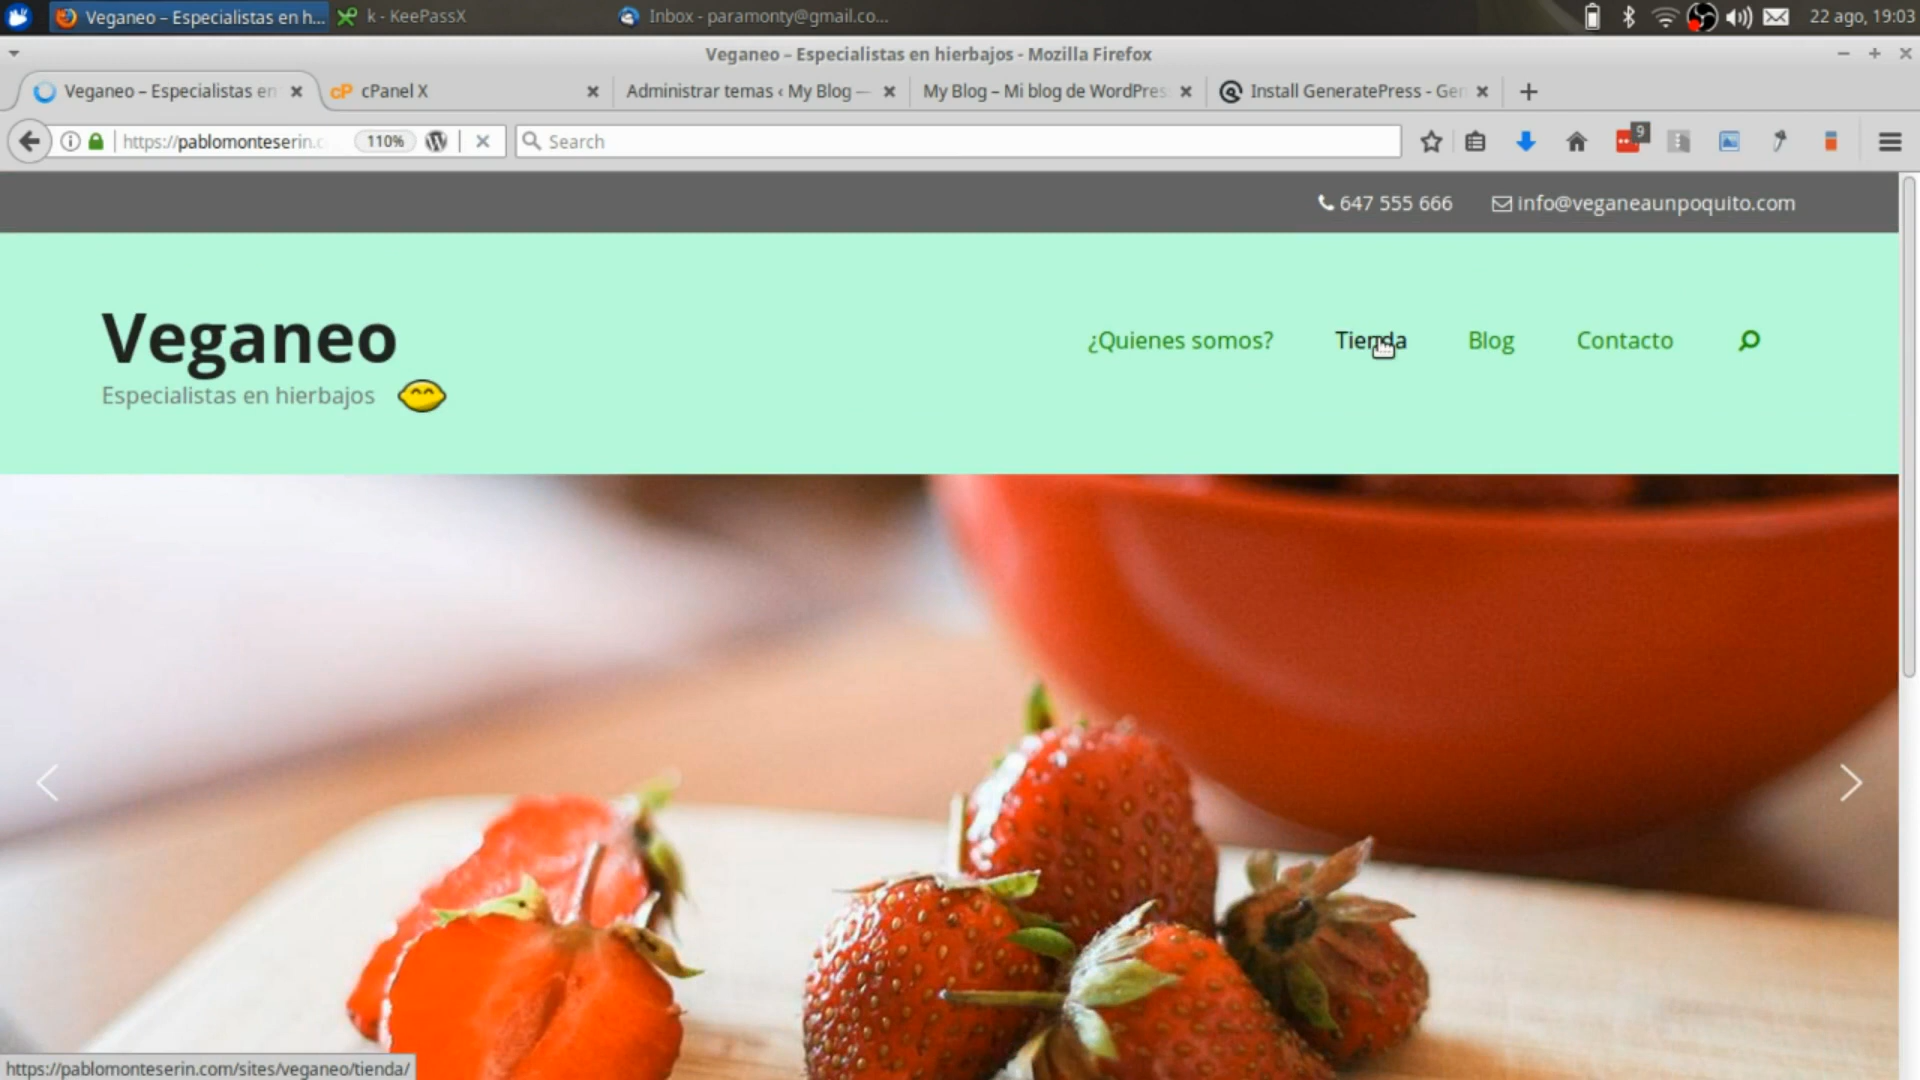 Veganeo – Especialistas en h...
k - KeePassX
Inbox - paramonty@gmail.co...
22 ago, 19:03
Veganeo – Especialistas en hierbajos - Mozilla Firefox
Veganeo – Especialistas en
cP cPanel X
Administrar temas ‹ My Blog —
My Blog – Mi blog de WordPres
Install GeneratePress - Gen
https://pablomonteserin.c
110%
Search
9
647 555 666
info@veganeaunpoquito.com
Veganeo
Especialistas en hierbajos
¿Quienes somos?
Tienda
Blog
Contacto
https://pablomonteserin.com/sites/veganeo/tienda/